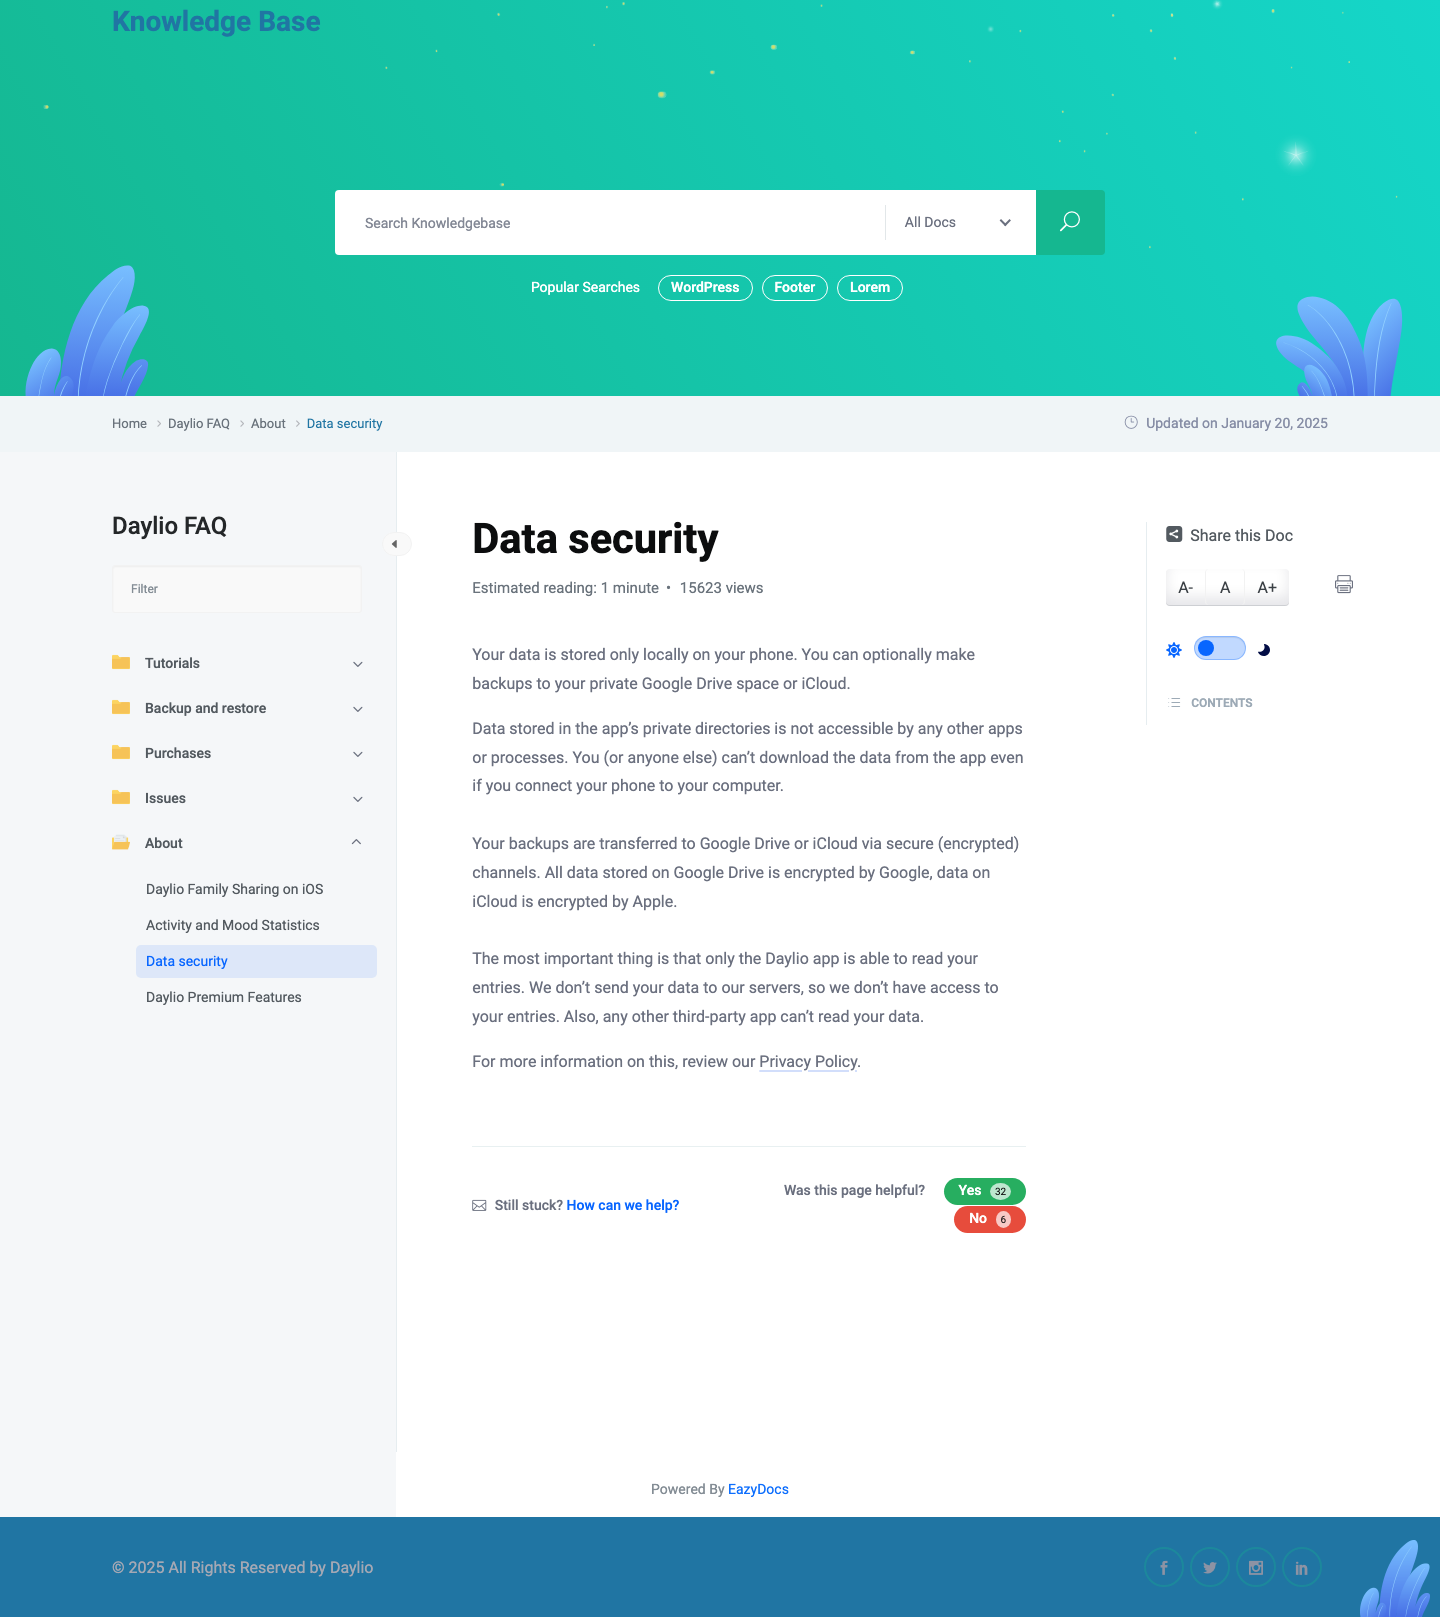 Knowledge Base
Search Knowledgebase
All Docs
Popular Searches WordPress Footer Lorem
Home > Daylio FAQ > About > Data security
Updated on January 20, 2025
Daylio FAQ
Filter
Tutorials
Backup and restore
Purchases
Issues
About
Daylio Family Sharing on iOS
Activity and Mood Statistics
Data security
Daylio Premium Features
Data security
Estimated reading: 1 minute • 15623 views
Your data is stored only locally on your phone. You can optionally make
backups to your private Google Drive space or iCloud.
Data stored in the app’s private directories is not accessible by any other apps
or processes. You (or anyone else) can’t download the data from the app even
if you connect your phone to your computer.
Your backups are transferred to Google Drive or iCloud via secure (encrypted)
channels. All data stored on Google Drive is encrypted by Google, data on
iCloud is encrypted by Apple.
The most important thing is that only the Daylio app is able to read your
entries. We don’t send your data to our servers, so we don’t have access to
your entries. Also, any other third-party app can’t read your data.
For more information on this, review our Privacy Policy.
Still stuck? How can we help?
Was this page helpful?
Yes 32
No 6
Share this Doc
A- A A+
CONTENTS
Powered By EazyDocs
© 2025 All Rights Reserved by Daylio